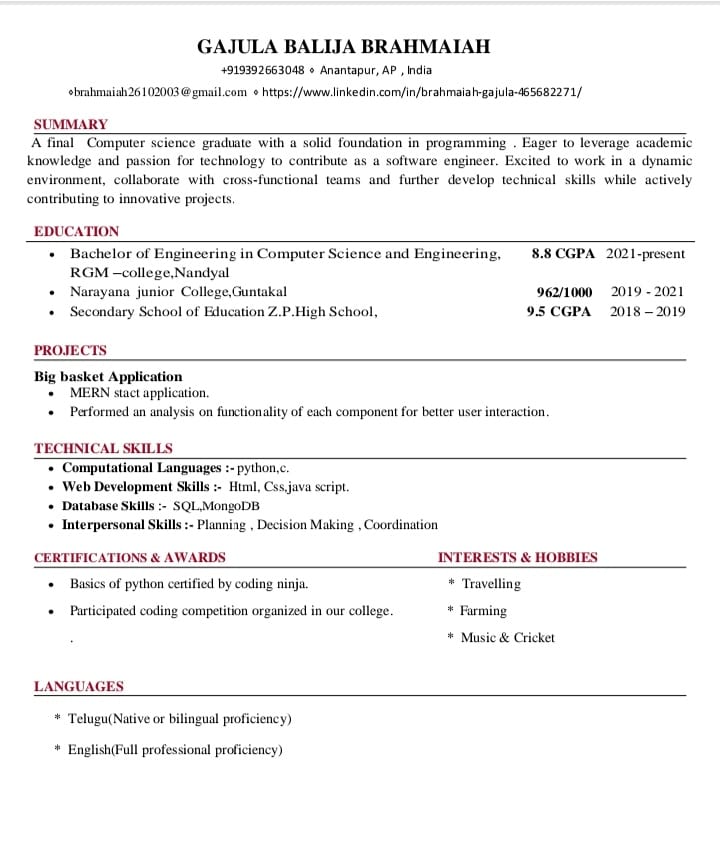 GAJULA BALIJA BRAHMAIAH
+919392663048 ⋄ Anantapur, AP , India
⋄brahmaiah26102003@gmail.com ⋄ https://www.linkedin.com/in/brahmaiah-gajula-465682271/
SUMMARY
A final Computer science graduate with a solid foundation in programming . Eager to leverage academic
knowledge and passion for technology to contribute as a software engineer. Excited to work in a dynamic
environment, collaborate with cross-functional teams and further develop technical skills while actively
contributing to innovative projects.
EDUCATION
• Bachelor of Engineering in Computer Science and Engineering, 8.8 CGPA 2021-present
RGM –college,Nandyal
• Narayana junior College,Guntakal 962/1000 2019 - 2021
• Secondary School of Education Z.P.High School, 9.5 CGPA 2018 – 2019
PROJECTS
Big basket Application
• MERN stact application.
• Performed an analysis on functionality of each component for better user interaction.
TECHNICAL SKILLS
• Computational Languages :- python,c.
• Web Development Skills :- Html, Css,java script.
• Database Skills :- SQL,MongoDB
• Interpersonal Skills :- Planning , Decision Making , Coordination
CERTIFICATIONS & AWARDS
• Basics of python certified by coding ninja.
• Participated coding competition organized in our college.
.
INTERESTS & HOBBIES
* Travelling
* Farming
* Music & Cricket
LANGUAGES
* Telugu(Native or bilingual proficiency)
* English(Full professional proficiency)